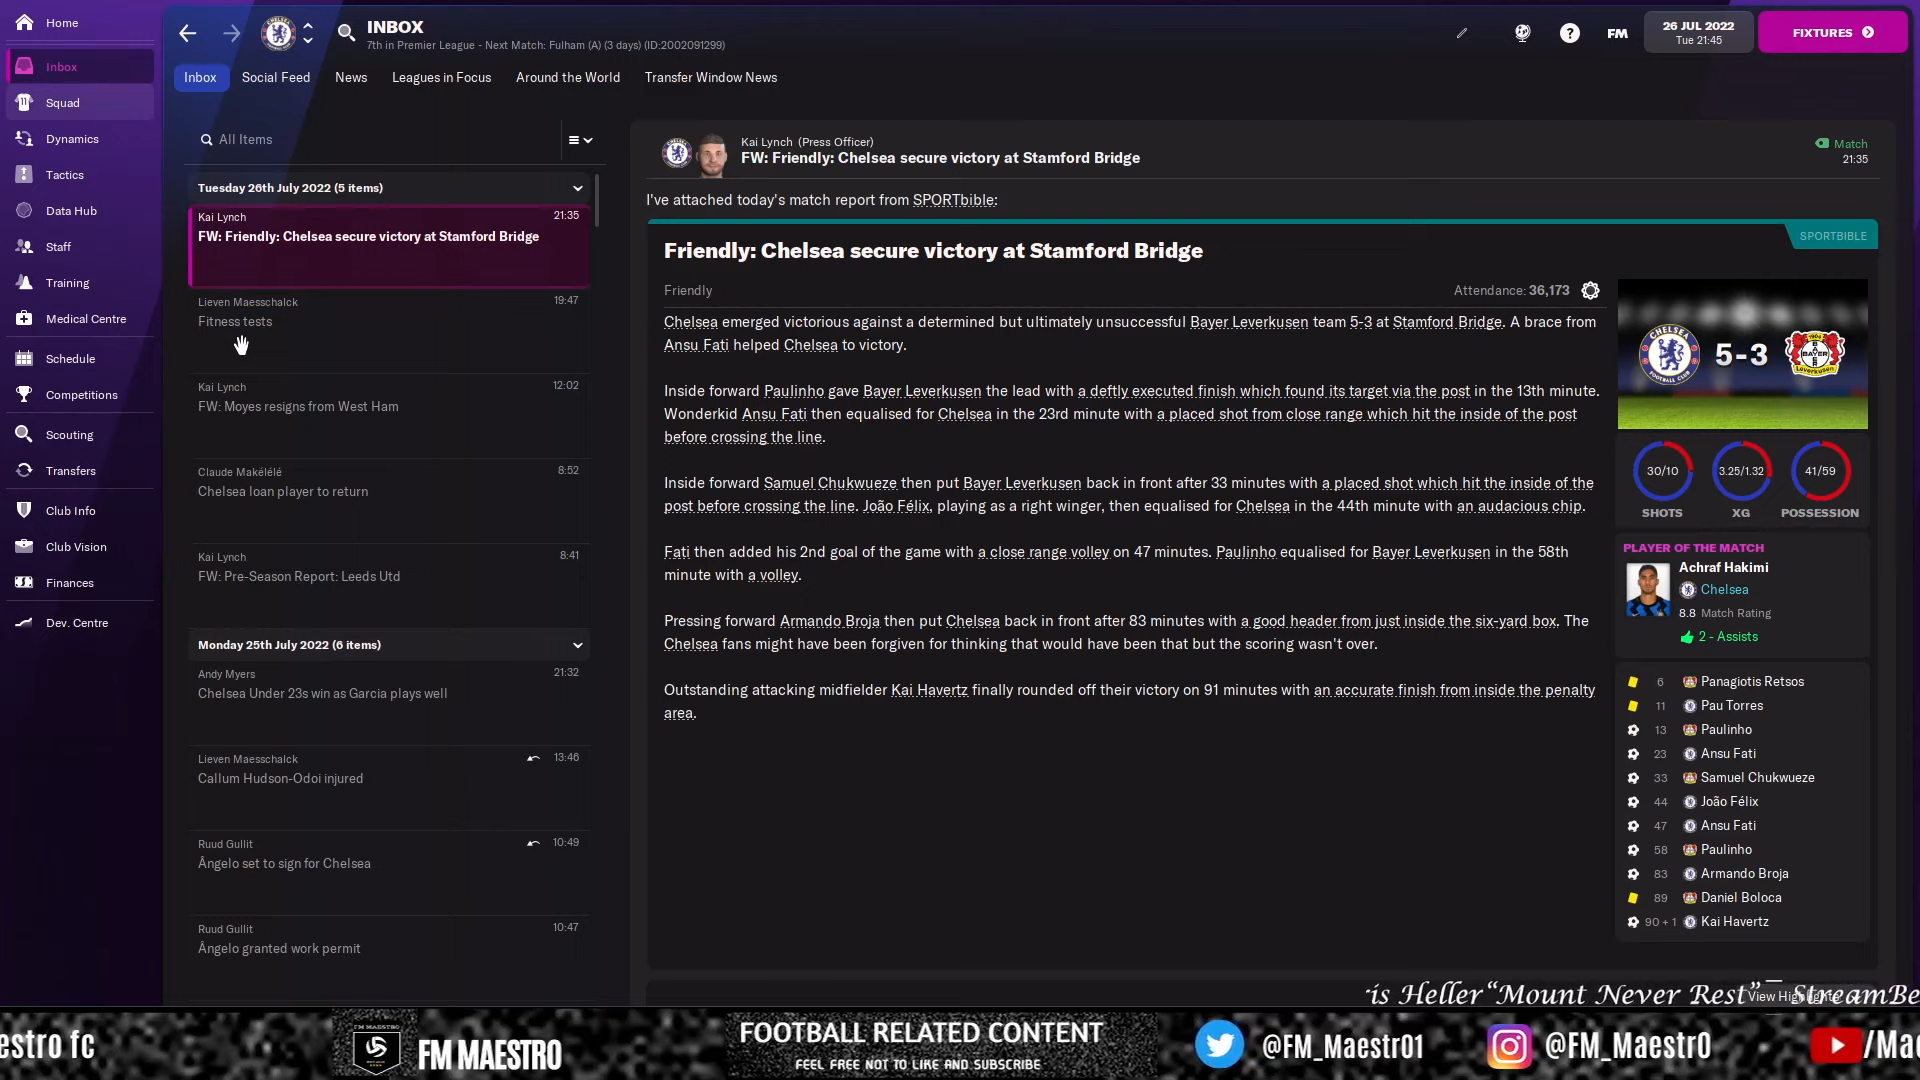 Home
Inbox
Squad
Dynamics
Tactics
Data Hub
Staff
Training
Medical Centre
Schedule
Competitions
Scouting
Transfers
Club Info
Club Vision
Finances
Dev. Centre
INBOX
7th in Premier League - Next Match: Fulham (A) (3 days) (ID:2002091299)
FM
26 JUL 2022
Tue 21:45
FIXTURES
Inbox Social Feed News Leagues in Focus Around the World Transfer Window News
All Items
Tuesday 26th July 2022 (5 items)
Kai Lynch 21:35
FW: Friendly: Chelsea secure victory at Stamford Bridge
Lieven Maesschalck 19:47
Fitness tests
Kai Lynch 12:02
FW: Moyes resigns from West Ham
Claude Makélélé 8:52
Chelsea loan player to return
Kai Lynch 8:41
FW: Pre-Season Report: Leeds Utd
Monday 25th July 2022 (6 items)
Andy Myers 21:32
Chelsea Under 23s win as Garcia plays well
Lieven Maesschalck 13:46
Callum Hudson-Odoi injured
Ruud Gullit 10:49
Ângelo set to sign for Chelsea
Ruud Gullit 10:47
Ângelo granted work permit
Kai Lynch (Press Officer)
FW: Friendly: Chelsea secure victory at Stamford Bridge
Match
21:35
I've attached today's match report from SPORTbible:
SPORTBIBLE
Friendly: Chelsea secure victory at Stamford Bridge
Friendly Attendance: 36,173
Chelsea emerged victorious against a determined but ultimately unsuccessful Bayer Leverkusen team 5-3 at Stamford Bridge. A brace from
Ansu Fati helped Chelsea to victory.
Inside forward Paulinho gave Bayer Leverkusen the lead with a deftly executed finish which found its target via the post in the 13th minute.
Wonderkid Ansu Fati then equalised for Chelsea in the 23rd minute with a placed shot from close range which hit the inside of the post
before crossing the line.
Inside forward Samuel Chukwueze then put Bayer Leverkusen back in front after 33 minutes with a placed shot which hit the inside of the
post before crossing the line. João Félix, playing as a right winger, then equalised for Chelsea in the 44th minute with an audacious chip.
Fati then added his 2nd goal of the game with a close range volley on 47 minutes. Paulinho equalised for Bayer Leverkusen in the 58th
minute with a volley.
Pressing forward Armando Broja then put Chelsea back in front after 83 minutes with a good header from just inside the six-yard box. The
Chelsea fans might have been forgiven for thinking that would have been that but the scoring wasn't over.
Outstanding attacking midfielder Kai Havertz finally rounded off their victory on 91 minutes with an accurate finish from inside the penalty
area.
CHELSEA
FOOTBALL CLUB
5-3
1904
BAYER
Leverkusen
30/10 3.25/1.32 41/59
SHOTS XG POSSESSION
PLAYER OF THE MATCH
Achraf Hakimi
Chelsea
8.8 Match Rating
2 - Assists
6 Panagiotis Retsos
11 Pau Torres
13 Paulinho
23 Ansu Fati
33 Samuel Chukwueze
44 João Félix
47 Ansu Fati
58 Paulinho
83 Armando Broja
89 Daniel Boloca
90 + 1 Kai Havertz
View Highlights
is Heller "Mount Never Rest" — StreamBe
estro fc
FM MAESTRO
FM MAESTRO
FOOTBALL RELATED CONTENT
FEEL FREE NOT TO LIKE AND SUBSCRIBE
@FM_Maestr01
@FM_Maestr0
/Ma